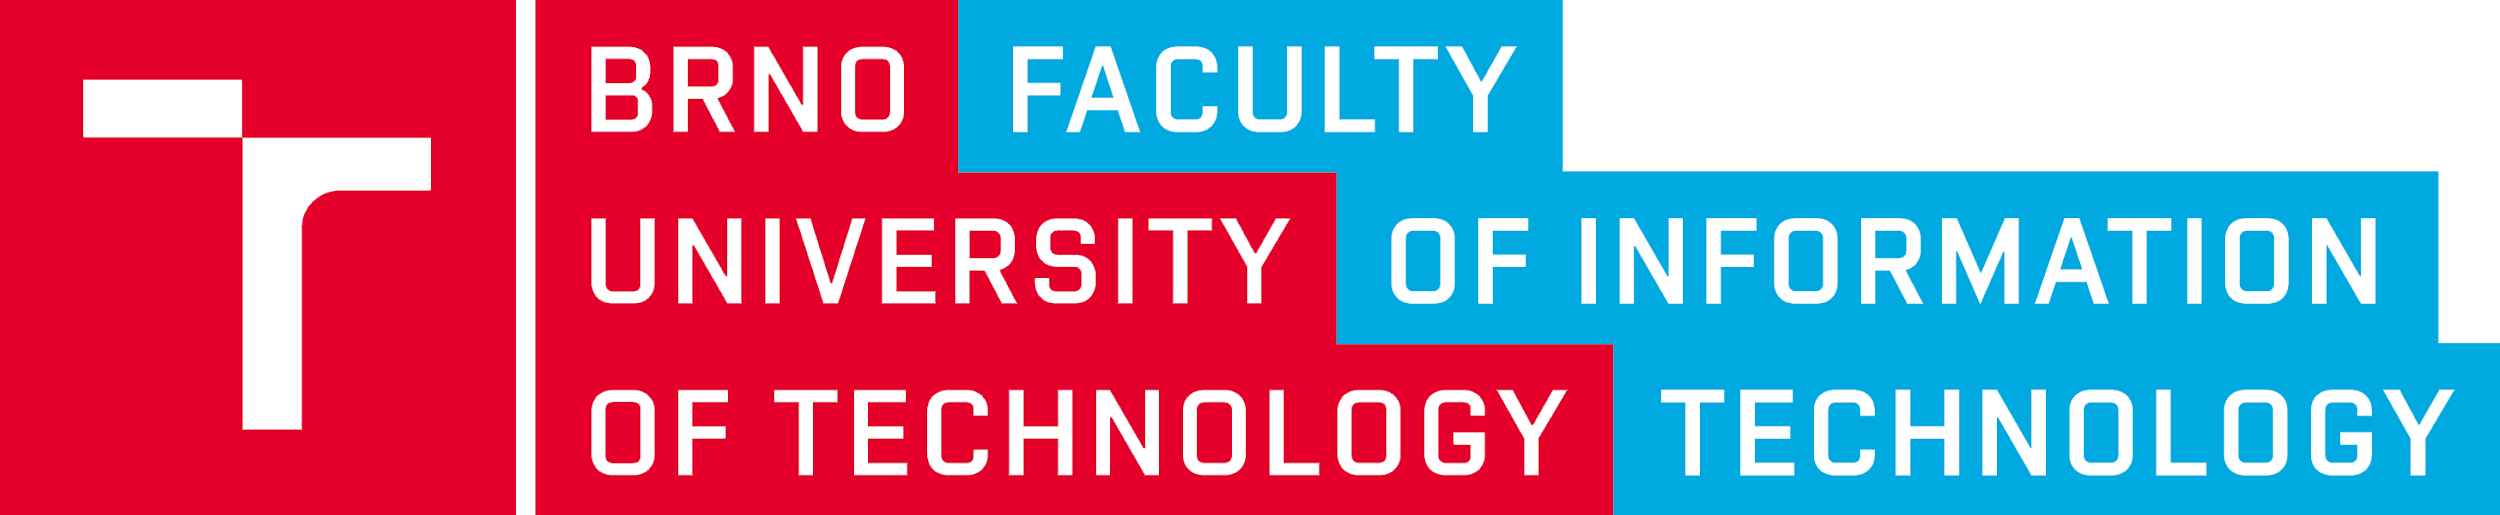 BRNO FACULTY
UNIVERSITY OF INFORMATION
OF TECHNOLOGY TECHNOLOGY